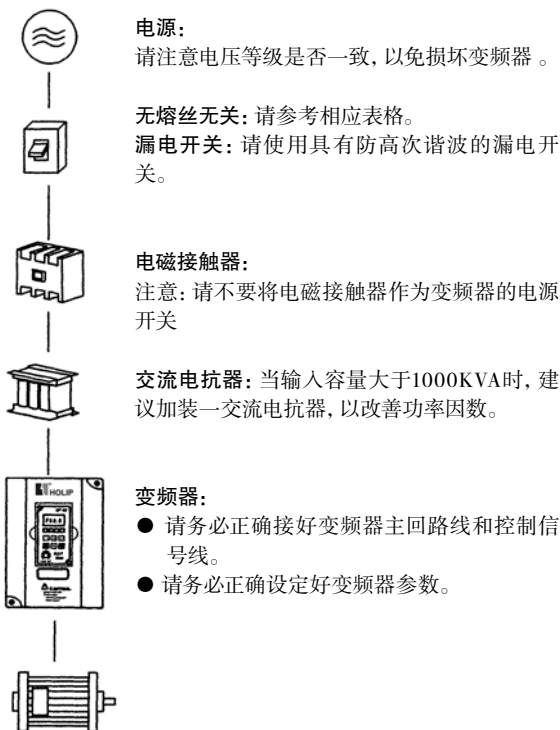 电源：
请注意电压等级是否一致，以免损坏变频器 。
无熔丝无关：请参考相应表格。
漏电开关：请使用具有防高次谐波的漏电开
关。
电磁接触器：
注意：请不要将电磁接触器作为变频器的电源
开关
交流电抗器：当输入容量大于1000KVA时，建
议加装一交流电抗器，以改善功率因数。
HOLIP
变频器：
● 请务必正确接好变频器主回路线和控制信
号线。
● 请务必正确设定好变频器参数。